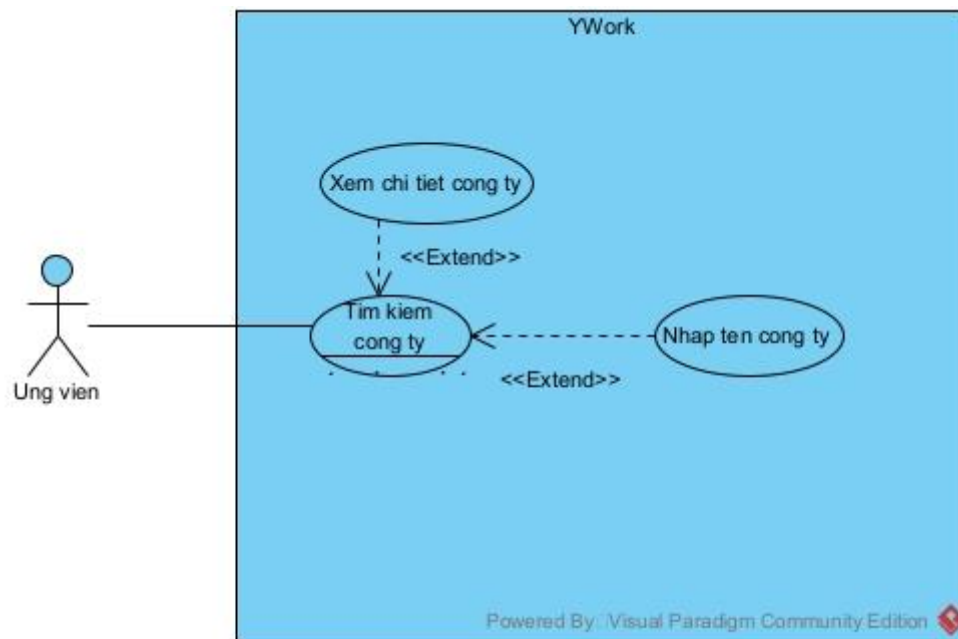 YWork
Xem chi tiet cong ty
<<Extend>>
Tim kiem
cong ty
Nhap ten cong ty
<<Extend>>
Ung vien
Powered By Visual Paradigm Community Edition